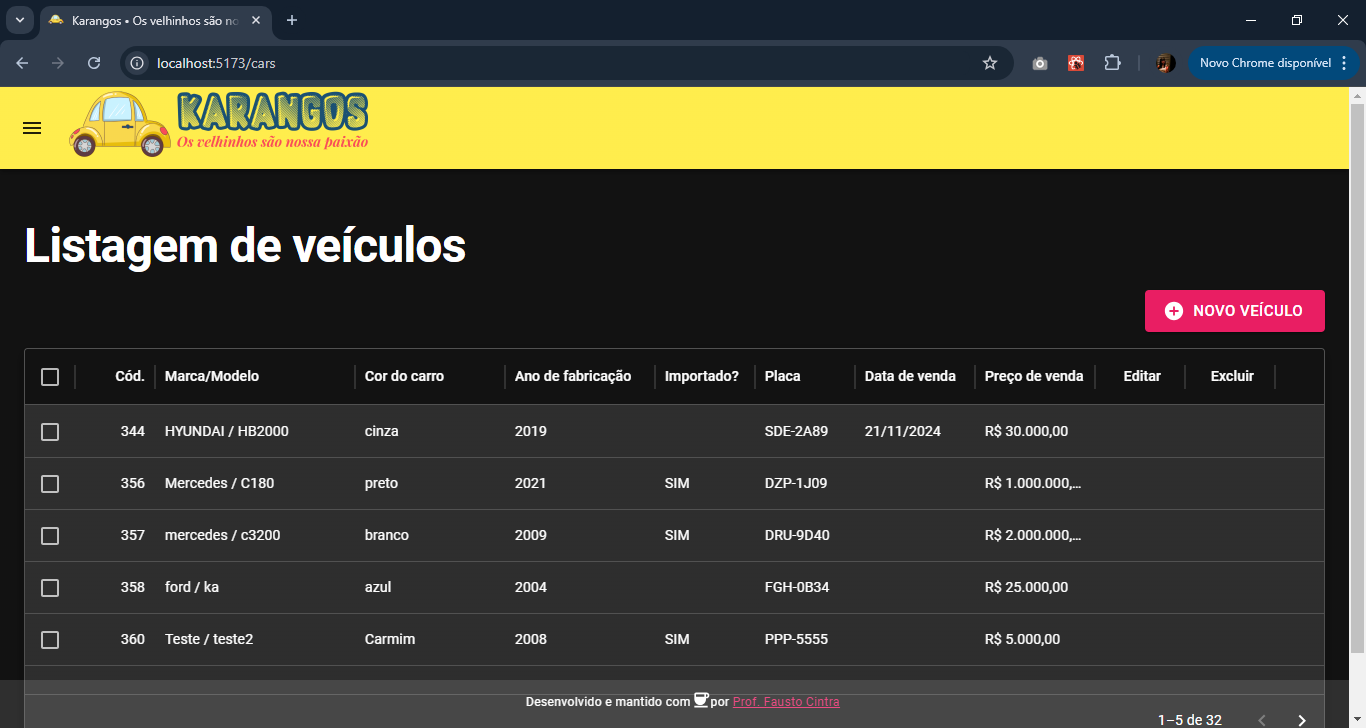 Karangos • Os velhinhos são no
localhost:5173/cars
Novo Chrome disponível
KARANGOS
Os velhinhos são nossa paixão
Listagem de veículos
NOVO VEÍCULO
Cód. Marca/Modelo Cor do carro Ano de fabricação Importado? Placa Data de venda Preço de venda Editar Excluir
344 HYUNDAI / HB2000 cinza 2019 SDE-2A89 21/11/2024 R$ 30.000,00
356 Mercedes / C180 preto 2021 SIM DZP-1J09 R$ 1.000.000,...
357 mercedes / c3200 branco 2009 SIM DRU-9D40 R$ 2.000.000,...
358 ford / ka azul 2004 FGH-0B34 R$ 25.000,00
360 Teste / teste2 Carmim 2008 SIM PPP-5555 R$ 5.000,00
Desenvolvido e mantido com por Prof. Fausto Cintra
1–5 de 32